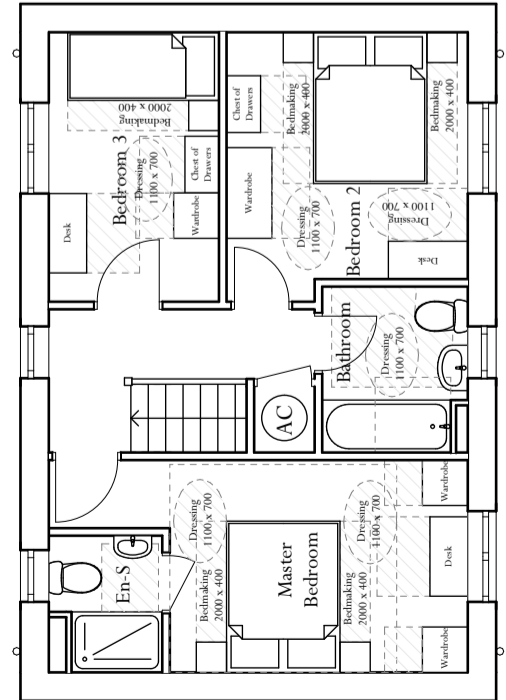 Bedmaking
2000 x 400
Bedroom 3
Dressing
1100 x 700
Chest of
Drawers
Desk
Wardrobe
Chest of
Drawers
Bedmaking
2000 x 400
Bedmaking
2000 x 400
Wardrobe
Dressing
1100 x 700
Bedroom 2
Dressing
1100 x 700
Desk
Bathroom
Dressing
1100 x 700
AC
Wardrobe
Dressing
1100 x 700
Dressing
1100 x 700
Desk
En-S
Bedmaking
2000 x 400
Master
Bedroom
Bedmaking
2000 x 400
Wardrobe